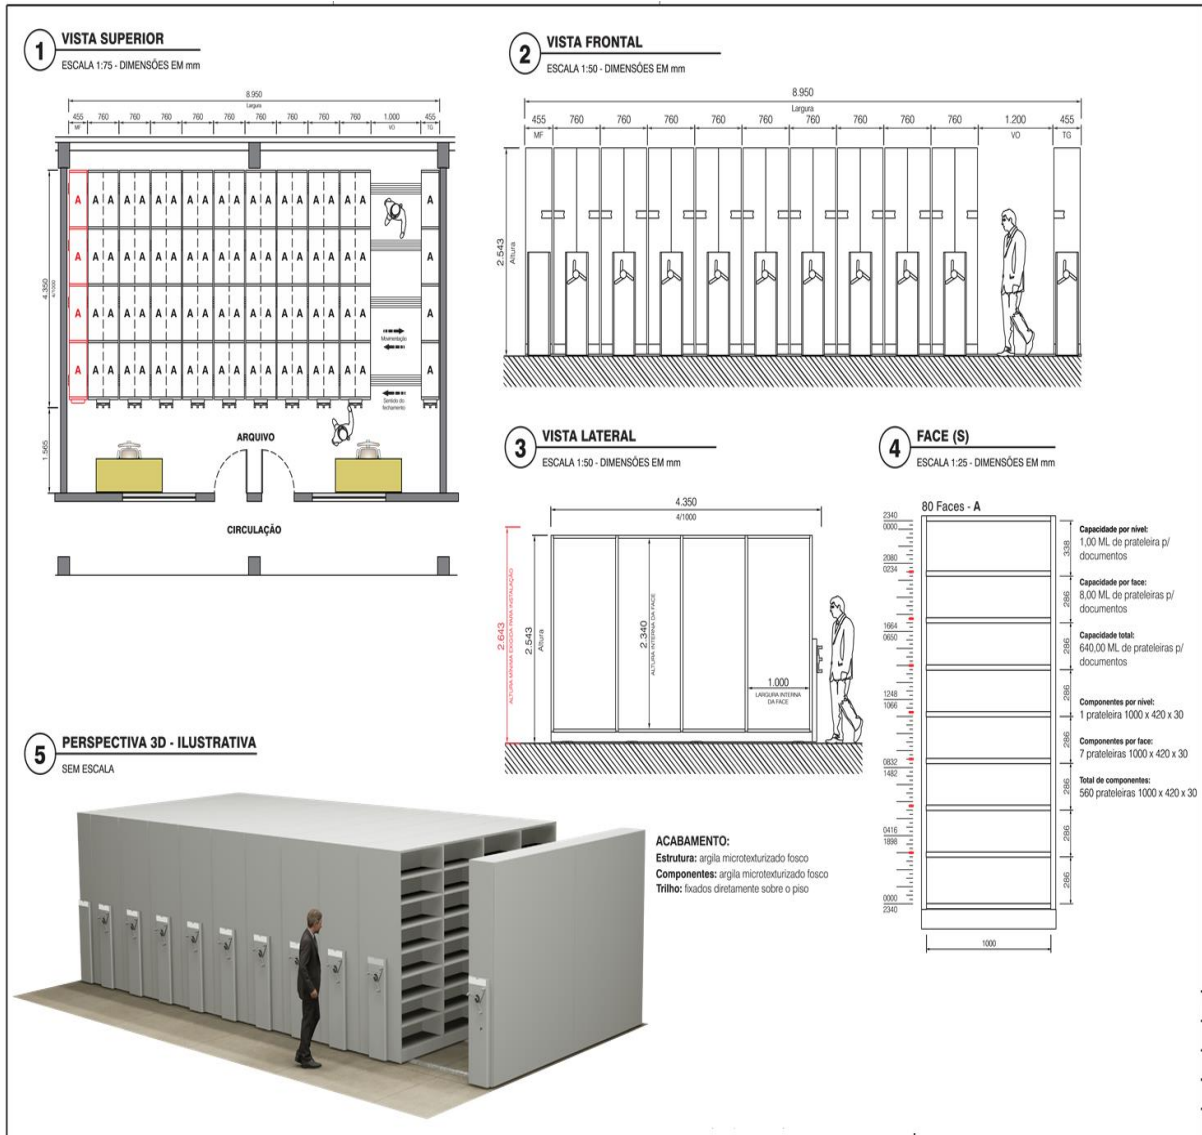 1
VISTA SUPERIOR
ESCALA 1:75 - DIMENSÕES EM mm
8.950
Largura
455 760 760 760 760 760 760 760 760 760 1.000 455
MF VO TG
A A A A A A A A A A A A A A A A A A A A
A A A A A A A A A A A A A A A A A A A A
A A A A A A A A A A A A A A A A A A A A
A A A A A A A A A A A A A A A A A A A A
4.350
4/1000
1.565
Movimentação
Sentido do
fechamento
ARQUIVO
CIRCULAÇÃO
2
VISTA FRONTAL
ESCALA 1:50 - DIMENSÕES EM mm
8.950
Largura
455 760 760 760 760 760 760 760 760 760 1.200 455
MF VO TG
2.543
Altura
3
VISTA LATERAL
ESCALA 1:50 - DIMENSÕES EM mm
4.350
4/1000
2.643
ALTURA MÍNIMA EXIGIDA PARA INSTALAÇÃO
2.543
Altura
2.340
ALTURA INTERNA DA FACE
1.000
LARGURA INTERNA
DA FACE
4
FACE (S)
ESCALA 1:25 - DIMENSÕES EM mm
80 Faces - A
2340
0000
2080
0234
1664
0650
1248
1066
0832
1482
0416
1898
0000
2340
338
286
286
286
286
286
286
286
1000
Capacidade por nível:
1,00 ML de prateleira p/
documentos
Capacidade por face:
8,00 ML de prateleiras p/
documentos
Capacidade total:
640,00 ML de prateleiras p/
documentos
Componentes por nível:
1 prateleira 1000 x 420 x 30
Componentes por face:
7 prateleiras 1000 x 420 x 30
Total de componentes:
560 prateleiras 1000 x 420 x 30
5
PERSPECTIVA 3D - ILUSTRATIVA
SEM ESCALA
ACABAMENTO:
Estrutura: argila microtexturizado fosco
Componentes: argila microtexturizado fosco
Trilho: fixados diretamente sobre o piso